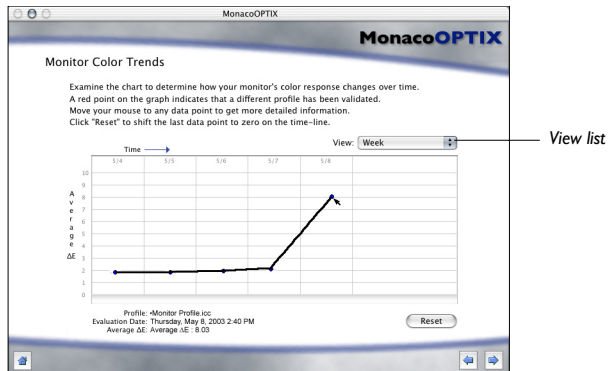 MonacoOPTIX
MonacoOPTIX
Monitor Color Trends
Examine the chart to determine how your monitor's color response changes over time.
A red point on the graph indicates that a different profile has been validated.
Move your mouse to any data point to get more detailed information.
Click "Reset" to shift the last data point to zero on the time-line.
View: Week
View list
Time
5/4 5/5 5/6 5/7 5/8
10
9
8
7
6
5
4
3
2
1
0
Average ΔE
Profile: •Monitor Profile.icc
Evaluation Date: Thursday, May 8, 2003 2:40 PM
Average ΔE: Average ΔE : 8.03
Reset